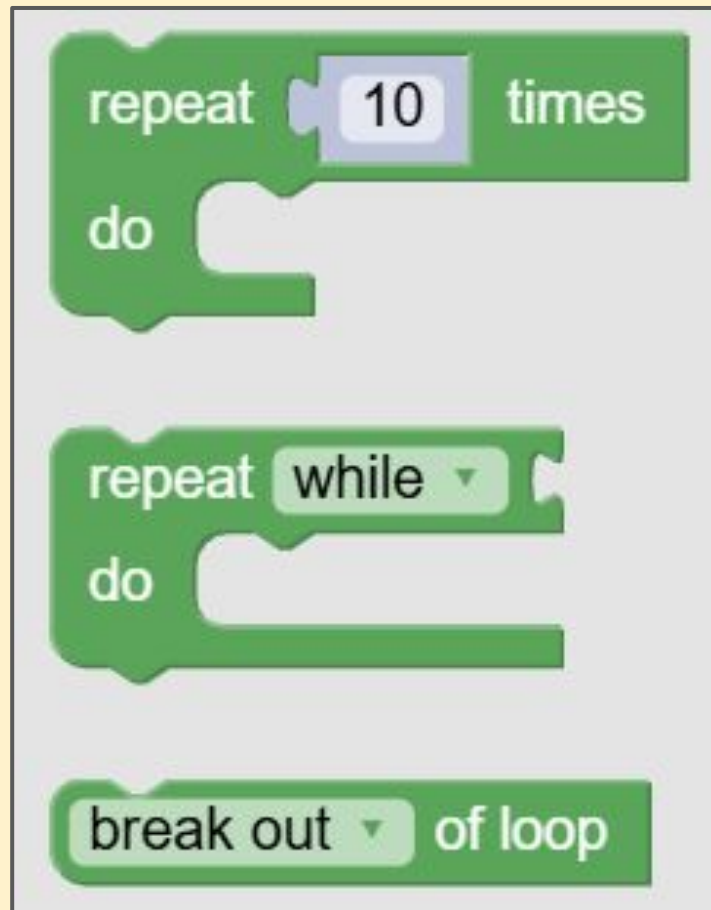 repeat 10 times
do
repeat while
do
break out of loop